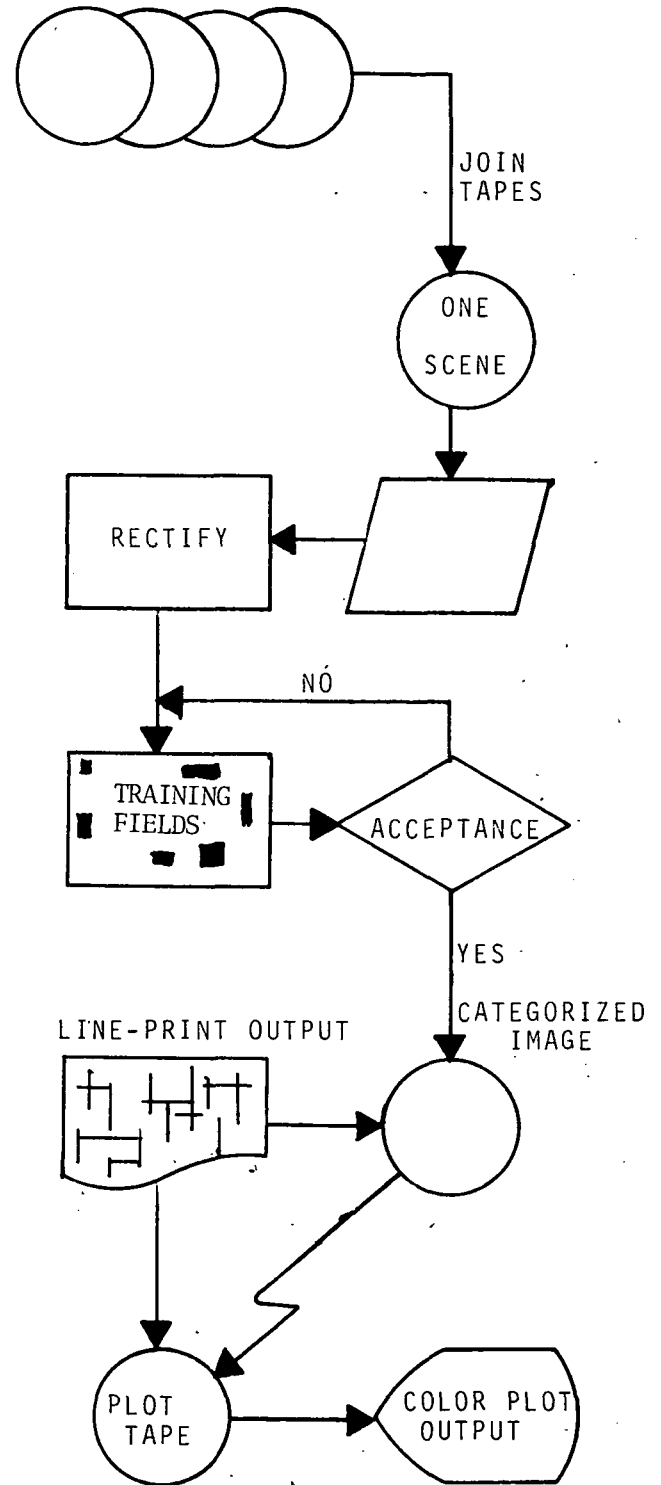 JOIN
TAPES
ONE
SCENE
RECTIFY
NO
TRAINING
FIELDS
ACCEPTANCE
YES
CATEGORIZED
IMAGE
LINE-PRINT OUTPUT
PLOT
TAPE
COLOR PLOT
OUTPUT